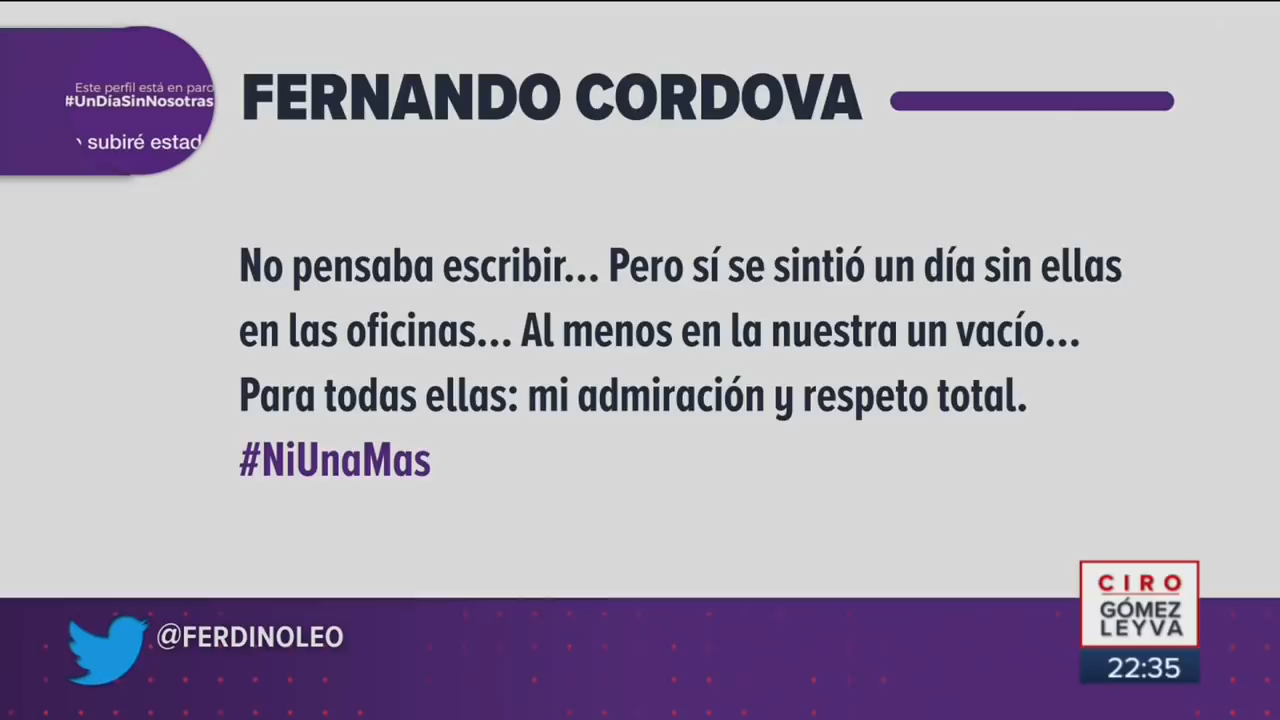 Este perfil está en paro
#UnDíaSinNosotras
subiré estad
FERNANDO CORDOVA
No pensaba escribir... Pero sí se sintió un día sin ellas
en las oficinas... Al menos en la nuestra un vacío...
Para todas ellas: mi admiración y respeto total.
#NiUnaMas
@FERDINOLEO
CIRO
GÓMEZ
LEYVA
22:35